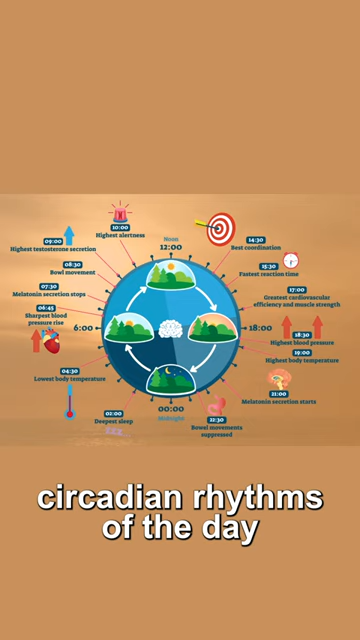 10:00
Highest alertness
09:00
Highest testosterone secretion
Noon
12:00
14:30
Best coordination
08:30
Bowl movement
15:30
Fastest reaction time
07:30
Melatonin secretion stops
17:00
Greatest cardiovascular
efficiency and muscle strength
06:45
Sharpest blood
pressure rise
6:00
18:00
18:30
Highest blood pressure
19:00
Highest body temperature
04:30
Lowest body temperature
21:00
Melatonin secretion starts
02:00
Deepest sleep
00:00
Midnight
22:30
Bowel movements
suppressed
circadian rhythms
of the day